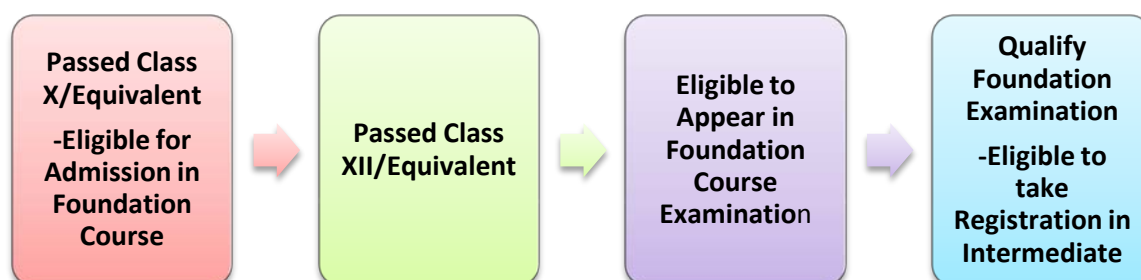 Passed Class
X/Equivalent
-Eligible for
Admission in
Foundation
Course
Passed Class
XII/Equivalent
Eligible to
Appear in
Foundation
Course
Examination
Qualify
Foundation
Examination
-Eligible to
take
Registration in
Intermediate